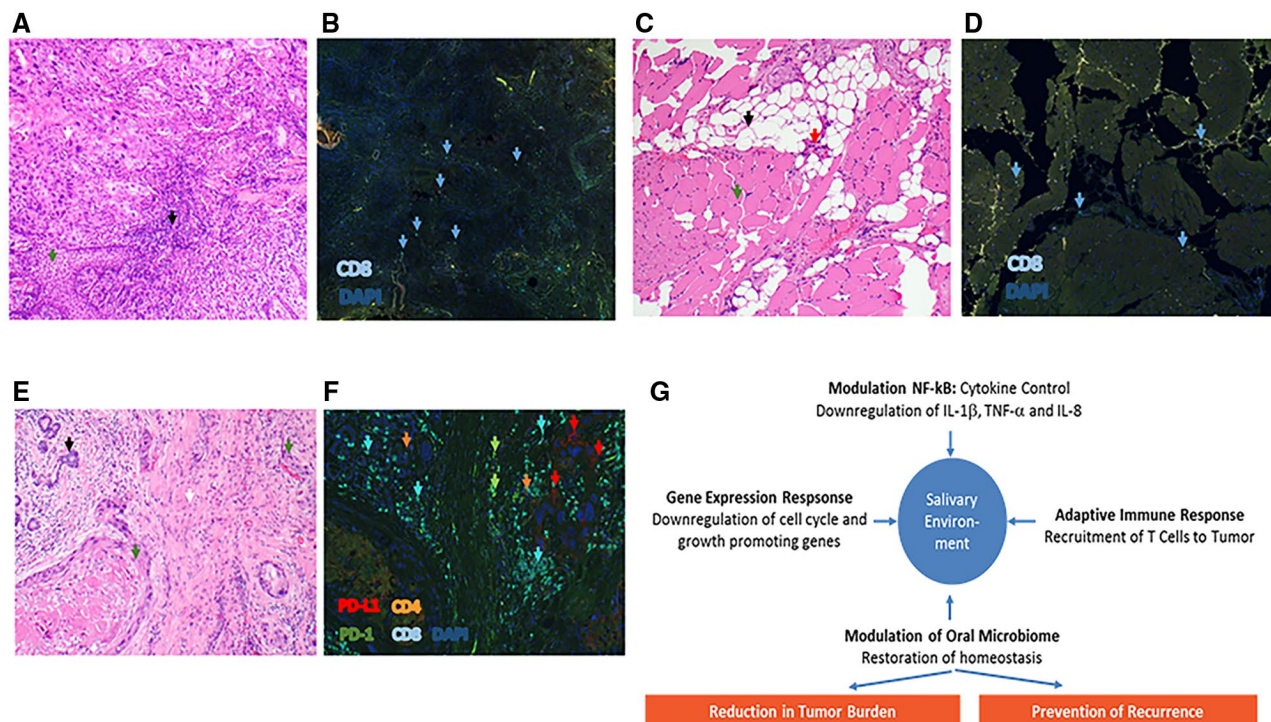 A
B
C
D
CD8
DAPI
CD8
DAPI
E
F
G
PD-L1 CD4
PD-1 CD8 DAPI
Modulation NF-kB: Cytokine Control
Downregulation of IL-1β, TNF-α and IL-8
Gene Expression Respsonse
Downregulation of cell cycle and
growth promoting genes
Salivary
Environ-
ment
Adaptive Immune Response
Recruitment of T Cells to Tumor
Modulation of Oral Microbiome
Restoration of homeostasis
Reduction in Tumor Burden
Prevention of Recurrence